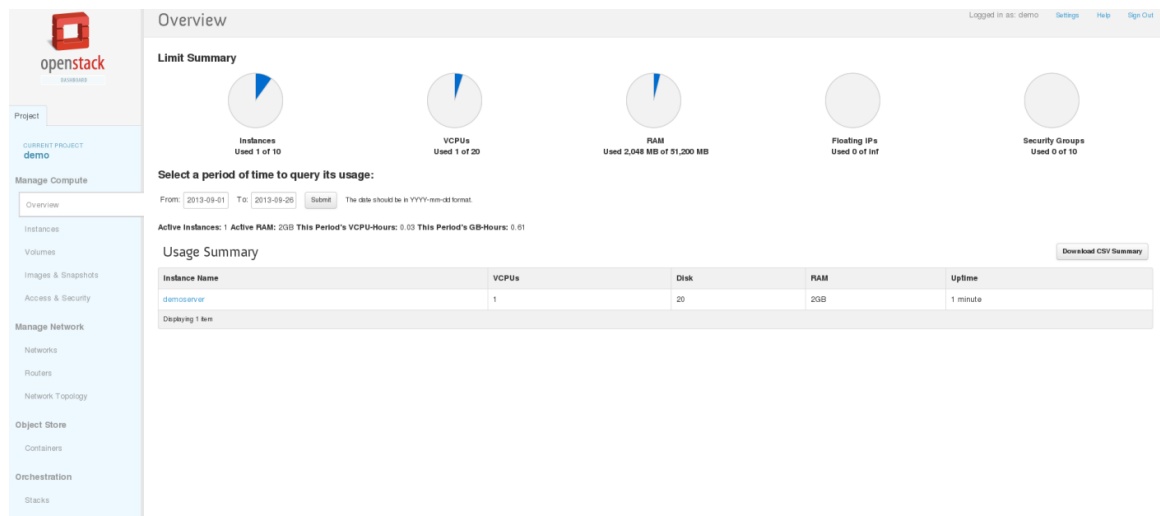 Overview
Logged in as: demo Settings Help Sign Out
openstack
DASHBOARD
Project
CURRENT PROJECT
demo
Manage Compute
Overview
Instances
Volumes
Images & Snapshots
Access & Security
Manage Network
Networks
Routers
Network Topology
Object Store
Containers
Orchestration
Stacks
Limit Summary
Instances
Used 1 of 10
VCPUs
Used 1 of 20
RAM
Used 2,048 MB of 51,200 MB
Floating IPs
Used 0 of Inf
Security Groups
Used 0 of 10
Select a period of time to query its usage:
From: 2013-09-01 To: 2013-09-26 Submit The date should be in YYYY-mm-dd format.
Active Instances: 1 Active RAM: 2GB This Period's VCPU-Hours: 0.03 This Period's GB-Hours: 0.61
Usage Summary
Download CSV Summary
Instance Name VCPUs Disk RAM Uptime
demoserver 1 20 2GB 1 minute
Displaying 1 item